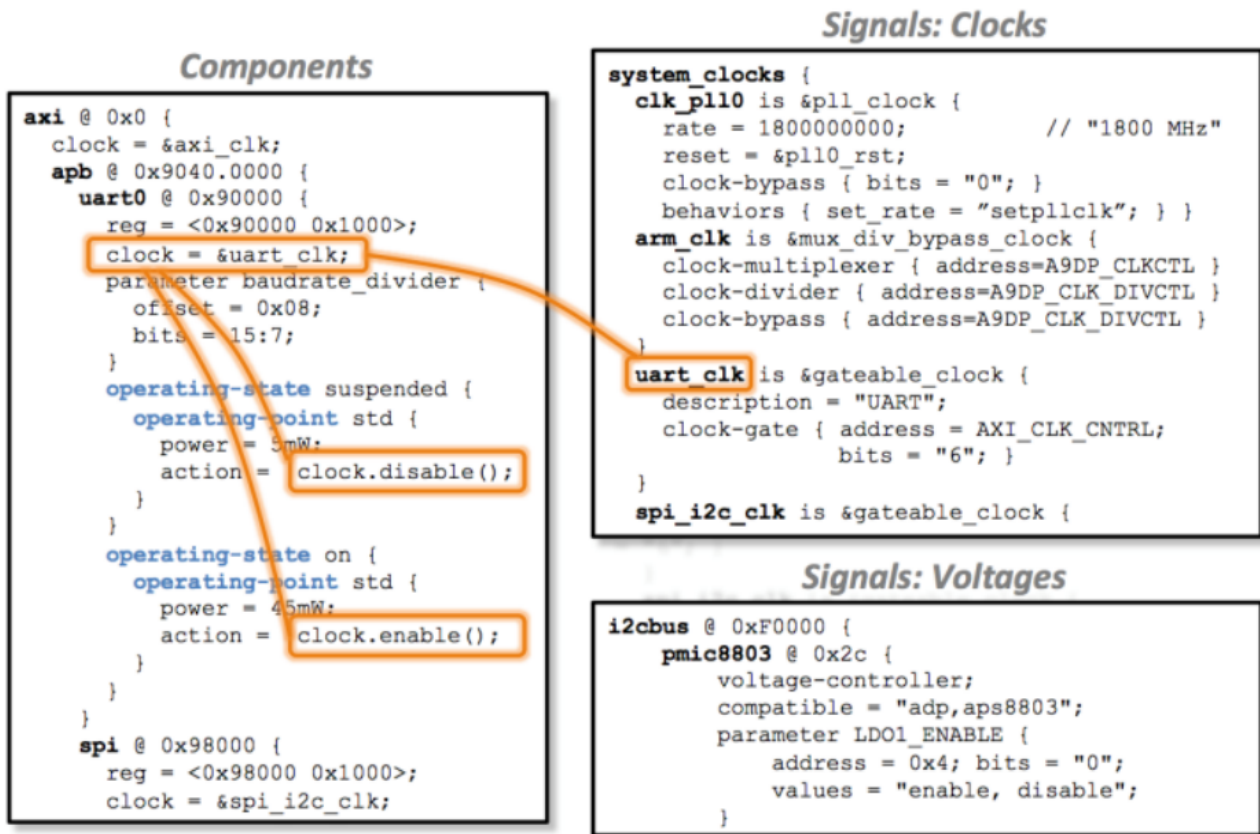 Components
axi @ 0x0 {
clock = &axi_clk;
apb @ 0x9040.0000 {
uart0 @ 0x90000 {
reg = <0x90000 0x1000>;
clock = &uart_clk;
parameter baudrate_divider {
offset = 0x08;
bits = 15:7;
}
operating-state suspended {
operating-point std {
power = 5mW;
action = clock.disable();
}
}
operating-state on {
operating-point std {
power = 45mW;
action = clock.enable();
}
}
}
spi @ 0x98000 {
reg = <0x98000 0x1000>;
clock = &spi_i2c_clk;
Signals: Clocks
system_clocks {
clk_pll0 is &pll_clock {
rate = 1800000000; // "1800 MHz"
reset = &pll0_rst;
clock-bypass { bits = "0"; }
behaviors { set_rate = ”setpllclk”; } }
arm_clk is &mux_div_bypass_clock {
clock-multiplexer { address=A9DP_CLKCTL }
clock-divider { address=A9DP_CLK_DIVCTL }
clock-bypass { address=A9DP_CLK_DIVCTL }
}
uart_clk is &gateable_clock {
description = "UART";
clock-gate { address = AXI_CLK_CNTRL;
bits = "6"; }
}
spi_i2c_clk is &gateable_clock {
Signals: Voltages
i2cbus @ 0xF0000 {
pmic8803 @ 0x2c {
voltage-controller;
compatible = "adp,aps8803";
parameter LDO1_ENABLE {
address = 0x4; bits = "0";
values = "enable, disable";
}